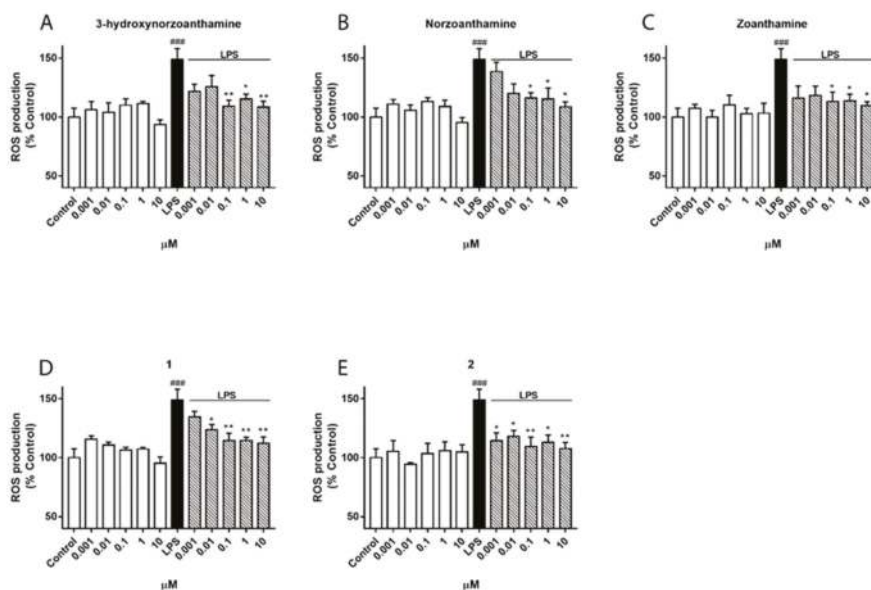 A
3-hydroxynorzoanthamine
ROS production
(% Control)
150
100
50
###
LPS
** * **
Control 0.001 0.01 0.1 1 10 LPS 0.001 0.01 0.1 1 10
μM
B
Norzoanthamine
ROS production
(% Control)
150
100
50
###
LPS
* * *
Control 0.001 0.01 0.1 1 10 LPS 0.001 0.01 0.1 1 10
μM
C
Zoanthamine
ROS production
(% Control)
150
100
50
###
LPS
* * *
Control 0.001 0.01 0.1 1 10 LPS 0.001 0.01 0.1 1 10
μM
D
1
ROS production
(% Control)
150
100
50
###
LPS
* ** ** **
Control 0.001 0.01 0.1 1 10 LPS 0.001 0.01 0.1 1 10
μM
E
2
ROS production
(% Control)
150
100
50
###
LPS
* * ** * **
Control 0.001 0.01 0.1 1 10 LPS 0.001 0.01 0.1 1 10
μM